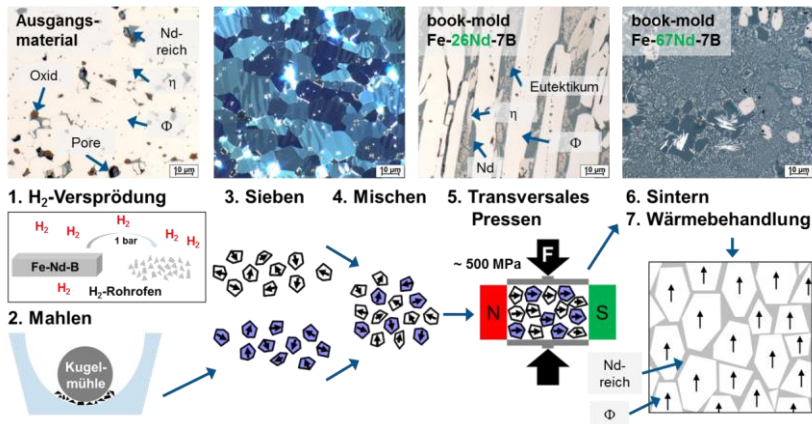 Ausgangs-
material
Nd-
reich
Oxid
η
Φ
Pore
10 µm
10 µm
book-mold
Fe-26Nd-7B
Eutektikum
η
Φ
Nd
10 µm
book-mold
Fe-67Nd-7B
10 µm
1. H₂-Versprödung
H₂
H₂
H₂
H₂
H₂
1 bar
Fe-Nd-B
H₂
H₂-Rohrofen
2. Mahlen
Kugel-
mühle
3. Sieben
4. Mischen
5. Transversales
Pressen
~ 500 MPa
F
N
S
6. Sintern
7. Wärmebehandlung
Nd-
reich
Φ